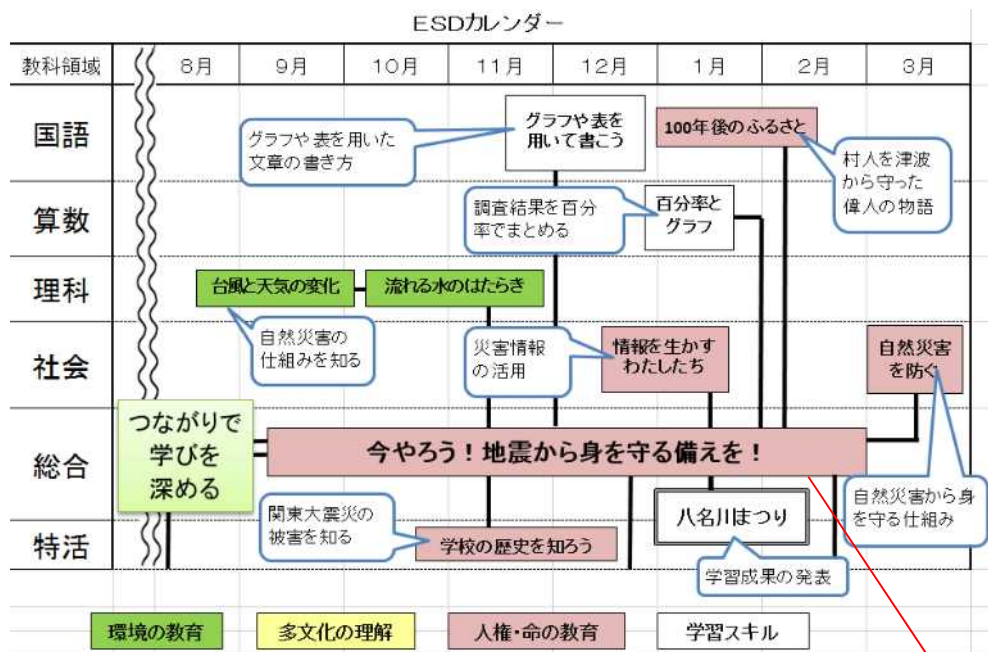 ESDカレンダー
教科領域
8月
9月
10月
11月
12月
1月
2月
3月
国語
グラフや表を用いた
文章の書き方
グラフや表を
用いて書こう
100年後のふるさと
村人を津波
から守った
偉人の物語
算数
調査結果を百分
率でまとめる
百分率と
グラフ
理科
台風と天気の変化
流れる水のはたらき
自然災害の
仕組みを知る
社会
災害情報
の活用
情報を生かす
わたしたち
自然災害
を防ぐ
総合
つながりで
学びを
深める
今やろう！地震から身を守る備えを！
自然災害から身
を守る仕組み
特活
関東大震災の
被害を知る
学校の歴史を知ろう
八名川まつり
学習成果の発表
環境の教育
多文化の理解
人権・命の教育
学習スキル